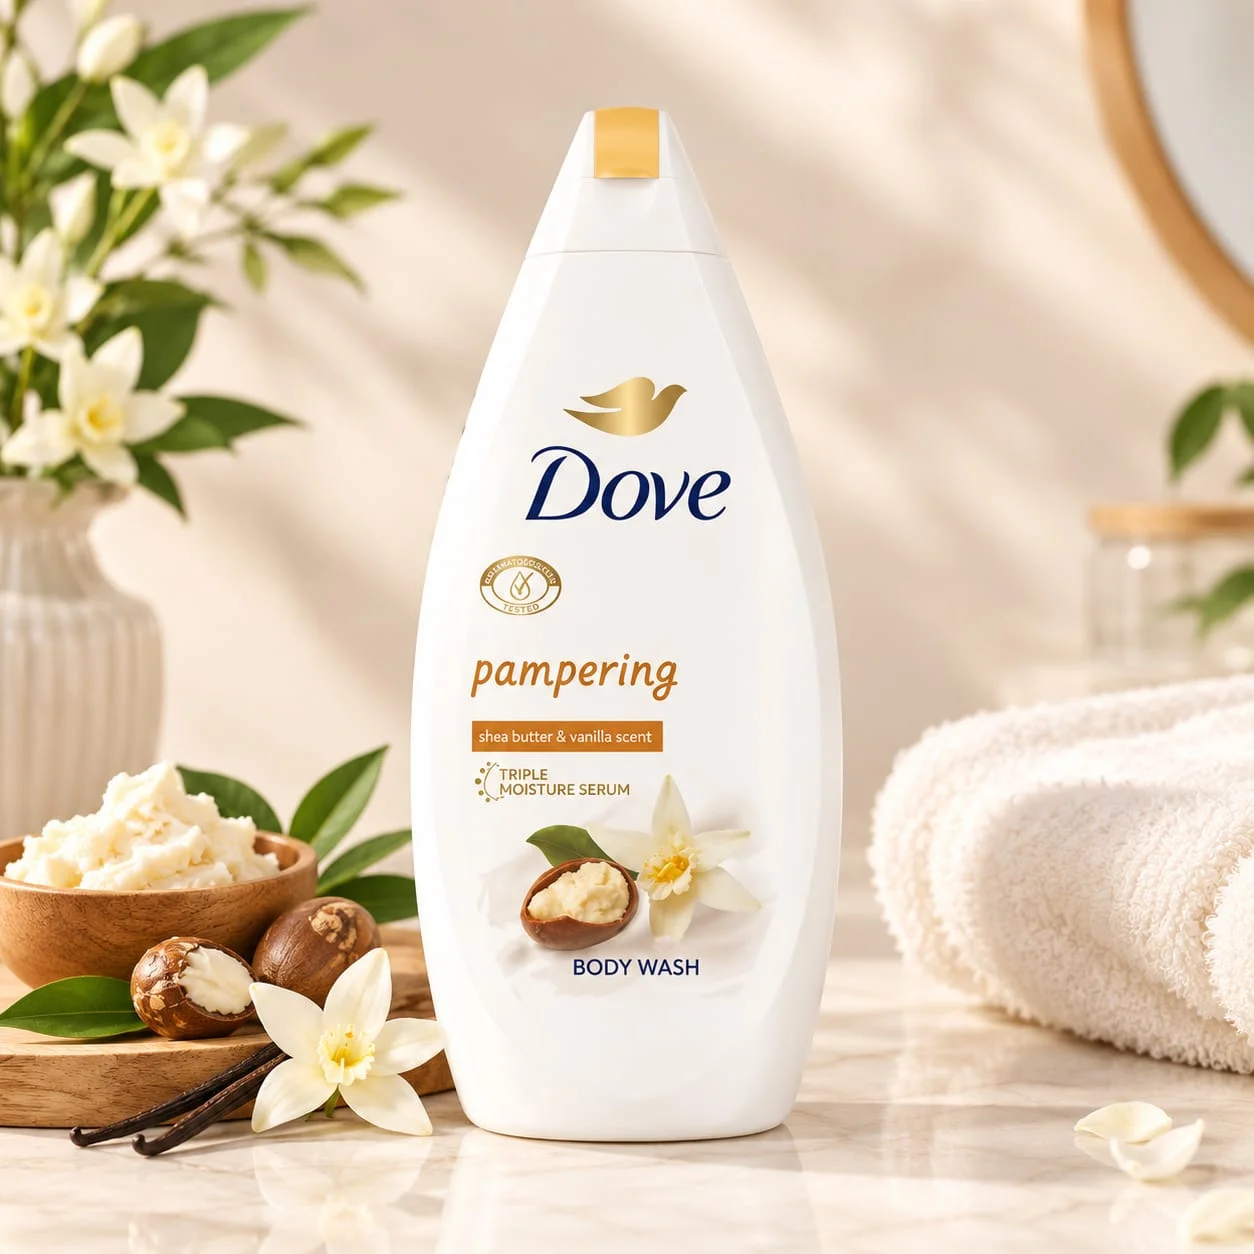 Dove
TESTED
pampering
shea butter & vanilla scent
TRIPLE
MOISTURE SERUM
BODY WASH